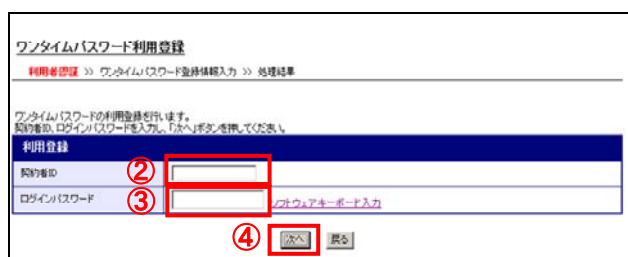 ワンタイムパスワード利用登録
利用者認証 >> ワンタイムパスワード登録情報入力 >> 処理結果
ワンタイムパスワードの利用登録を行います。
契約者ID、ログインパスワードを入力し、「次へ」ボタンを押してください。
利用登録
契約者ID ②
ログインパスワード ③ ソフトウェアキーボード入力
④ 次へ 戻る